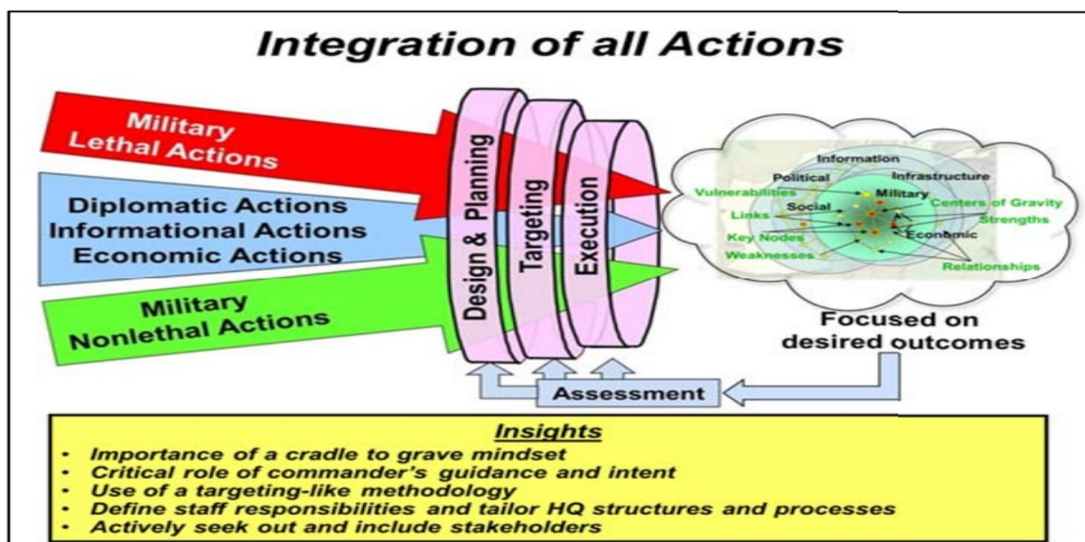 Integration of all Actions
Military
Lethal Actions
Diplomatic Actions
Informational Actions
Economic Actions
Military
Nonlethal Actions
Design & Planning
Targeting
Execution
Information
Political
Infrastructure
Vulnerabilities
Military
Centers of Gravity
Social
Links
Strengths
Key Nodes
Economic
Weaknesses
Relationships
Focused on
desired outcomes
Assessment
Insights
• Importance of a cradle to grave mindset
• Critical role of commander's guidance and intent
• Use of a targeting-like methodology
• Define staff responsibilities and tailor HQ structures and processes
• Actively seek out and include stakeholders